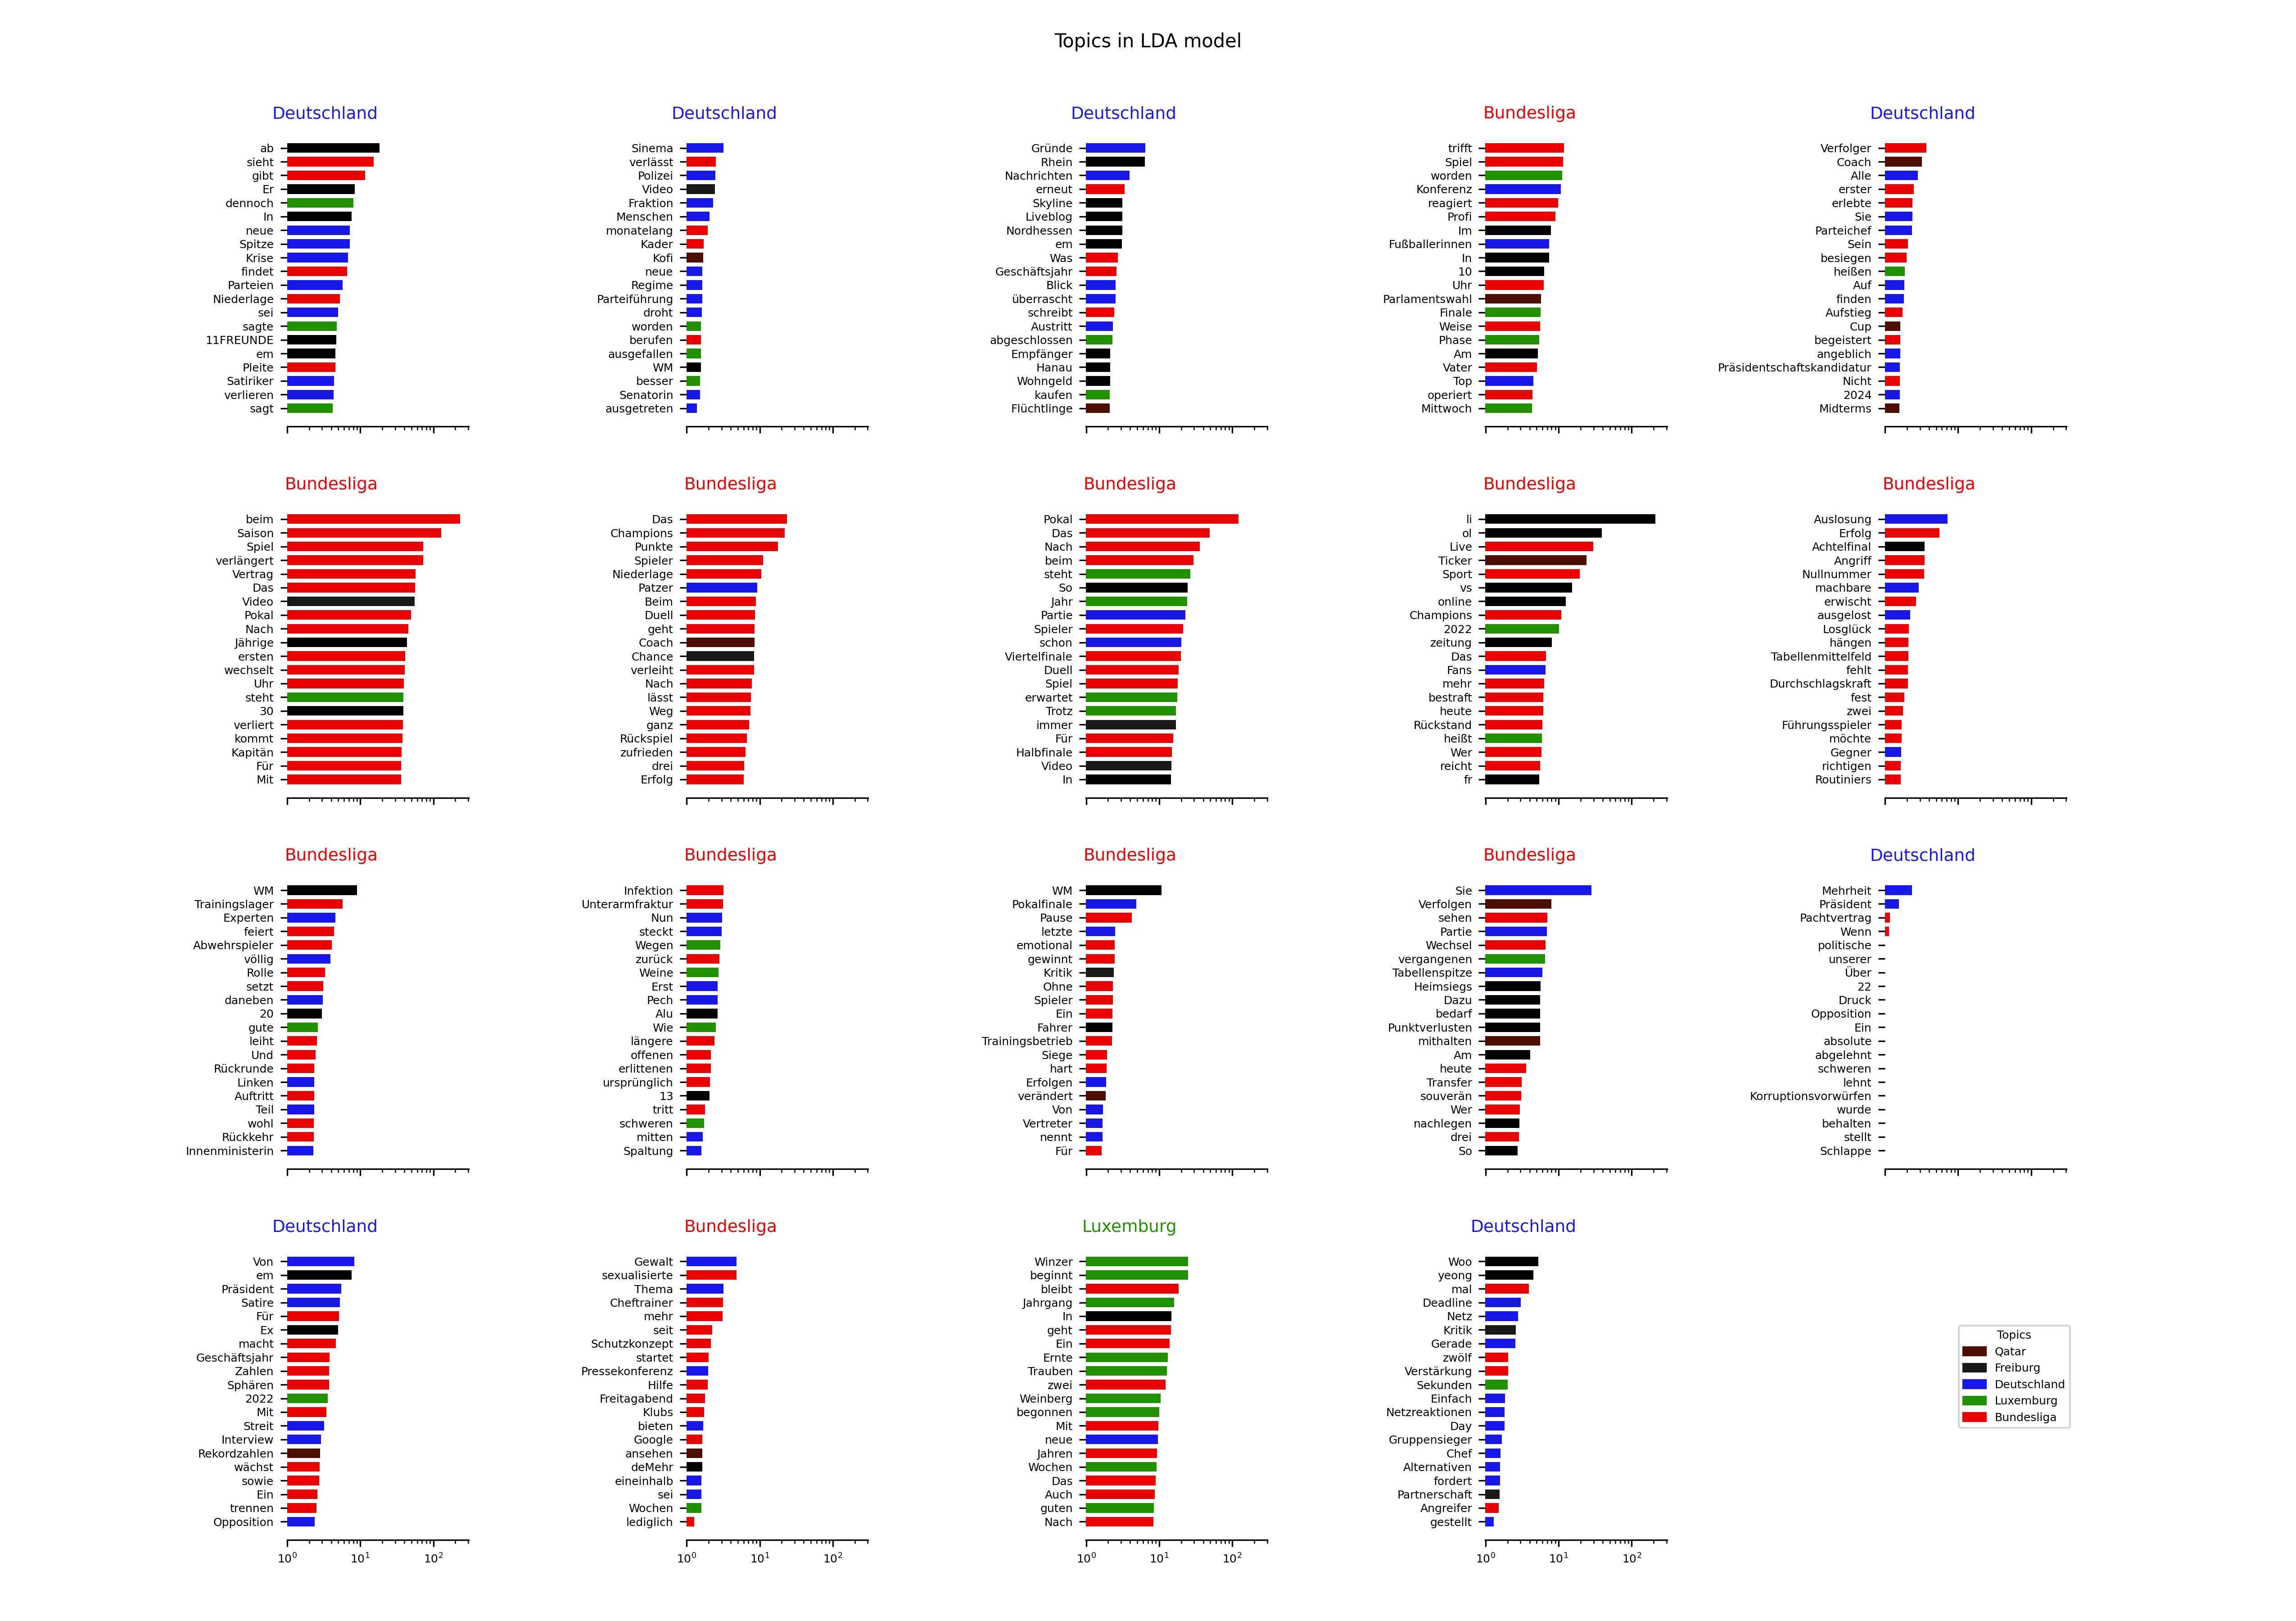 Topics in LDA model
Deutschland
ab
sieht
gibt
Er
dennoch
In
neue
Spitze
Krise
findet
Parteien
Niederlage
sei
sagte
11FREUNDE
em
Pleite
Satiriker
verlieren
sagt
Deutschland
Sinema
verlässt
Polizei
Video
Fraktion
Menschen
monatelang
Kader
Kofi
neue
Regime
Parteiführung
droht
worden
berufen
ausgefallen
WM
besser
Senatorin
ausgetreten
Deutschland
Gründe
Rhein
Nachrichten
erneut
Skyline
Liveblog
Nordhessen
em
Was
Geschäftsjahr
Blick
überrascht
schreibt
Austritt
abgeschlossen
Empfänger
Hanau
Wohngeld
kaufen
Flüchtlinge
Bundesliga
trifft
Spiel
worden
Konferenz
reagiert
Profi
Im
Fußballerinnen
In
10
Uhr
Parlamentswahl
Finale
Weise
Phase
Am
Vater
Top
operiert
Mittwoch
Deutschland
Verfolger
Coach
Alle
erster
erlebte
Sie
Parteichef
Sein
besiegen
heißen
Auf
finden
Aufstieg
Cup
begeistert
angeblich
Präsidentschaftskandidatur
Nicht
2024
Midterms
Bundesliga
beim
Saison
Spiel
verlängert
Vertrag
Das
Video
Pokal
Nach
Jährige
ersten
wechselt
Uhr
steht
30
verliert
kommt
Kapitän
Für
Mit
Bundesliga
Das
Champions
Punkte
Spieler
Niederlage
Patzer
Beim
Duell
geht
Coach
Chance
verleiht
Nach
lässt
Weg
ganz
Rückspiel
zufrieden
drei
Erfolg
Bundesliga
Pokal
Das
Nach
beim
steht
So
Jahr
Partie
Spieler
schon
Viertelfinale
Duell
Spiel
erwartet
Trotz
immer
Für
Halbfinale
Video
In
Bundesliga
li
ol
Live
Ticker
Sport
vs
online
Champions
2022
zeitung
Das
Fans
mehr
bestraft
heute
Rückstand
heißt
Wer
reicht
fr
Bundesliga
Auslosung
Erfolg
Achtelfinal
Angriff
Nullnummer
machbare
erwischt
ausgelost
Losglück
hängen
Tabellenmittelfeld
fehlt
Durchschlagskraft
fest
zwei
Führungsspieler
möchte
Gegner
richtigen
Routiniers
Bundesliga
WM
Trainingslager
Experten
feiert
Abwehrspieler
völlig
Rolle
setzt
daneben
20
gute
leiht
Und
Rückrunde
Linken
Auftritt
Teil
wohl
Rückkehr
Innenministerin
Bundesliga
Infektion
Unterarmfraktur
Nun
steckt
Wegen
zurück
Weine
Erst
Pech
Alu
Wie
längere
offenen
erlittenen
ursprünglich
13
tritt
schweren
mitten
Spaltung
Bundesliga
WM
Pokalfinale
Pause
letzte
emotional
gewinnt
Kritik
Ohne
Spieler
Ein
Fahrer
Trainingsbetrieb
Siege
hart
Erfolgen
verändert
Von
Vertreter
nennt
Für
Bundesliga
Sie
Verfolgen
sehen
Partie
Wechsel
vergangenen
Tabellenspitze
Heimsiegs
Dazu
bedarf
Punktverlusten
mithalten
Am
heute
Transfer
souverän
Wer
nachlegen
drei
So
Deutschland
Mehrheit
Präsident
Pachtvertrag
Wenn
politische
unserer
Über
22
Druck
Opposition
Ein
absolute
abgelehnt
schweren
lehnt
Korruptionsvorwürfen
wurde
behalten
stellt
Schlappe
Deutschland
Von
em
Präsident
Satire
Für
Ex
macht
Geschäftsjahr
Zahlen
Sphären
2022
Mit
Streit
Interview
Rekordzahlen
wächst
sowie
Ein
trennen
Opposition
10⁰ 10¹ 10²
Bundesliga
Gewalt
sexualisierte
Thema
Cheftrainer
mehr
seit
Schutzkonzept
startet
Pressekonferenz
Hilfe
Freitagabend
Klubs
bieten
Google
ansehen
deMehr
eineinhalb
sei
Wochen
lediglich
10⁰ 10¹ 10²
Luxemburg
Winzer
beginnt
bleibt
Jahrgang
In
geht
Ein
Ernte
Trauben
zwei
Weinberg
begonnen
Mit
neue
Jahren
Wochen
Das
Auch
guten
Nach
10⁰ 10¹ 10²
Deutschland
Woo
yeong
mal
Deadline
Netz
Kritik
Gerade
zwölf
Verstärkung
Sekunden
Einfach
Netzreaktionen
Day
Gruppensieger
Chef
Alternativen
fordert
Partnerschaft
Angreifer
gestellt
10⁰ 10¹ 10²
Topics
Qatar
Freiburg
Deutschland
Luxemburg
Bundesliga